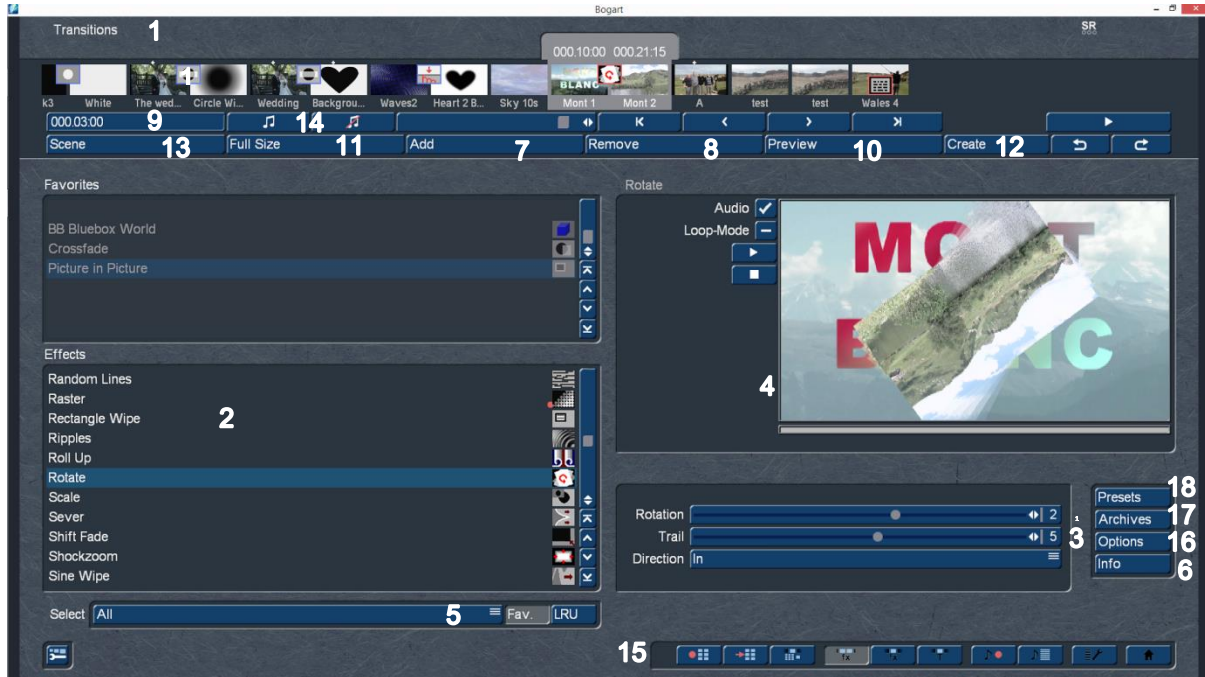 Bogart
Transitions 1
SR
000.10:00 000.21:15
1
BLANC
k3 White The wed... Circle Wi... Wedding Backgrou... Waves2 Heart 2 B... Sky 10s Mont 1 Mont 2 A test test Wales 4
000.03:00 9 14
Scene 13 Full Size 11 Add 7 Remove 8 Preview 10 Create 12
Favorites
BB Bluebox World
Crossfade
Picture in Picture
Effects
Random Lines
Raster
Rectangle Wipe 2
Ripples
Roll Up
Rotate
Scale
Sever
Shift Fade
Shockzoom
Sine Wipe
Select All 5 Fav. LRU
Rotate
Audio
Loop-Mode
MONT
BLANC
4
Rotation 2
Trail 5
Direction In
1
3
Presets 18
Archives 17
Options 16
Info 6
15